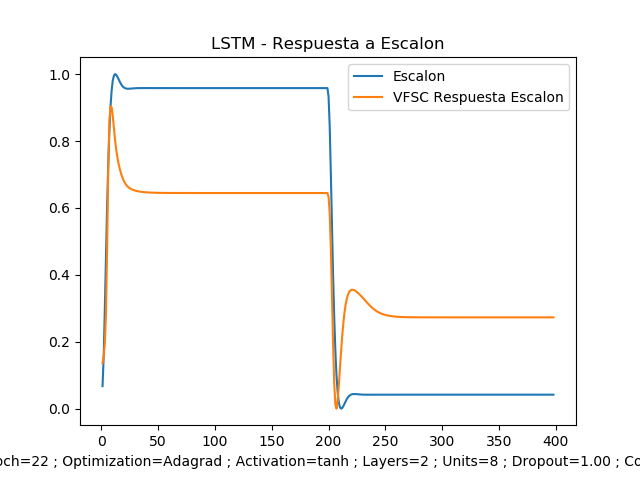 LSTM - Respuesta a Escalon
Escalon
VFSC Respuesta Escalon
1.0
0.8
0.6
0.4
0.2
0.0
0 50 100 150 200 250 300 350 400
och=22 ; Optimization=Adagrad ; Activation=tanh ; Layers=2 ; Units=8 ; Dropout=1.00 ; Co